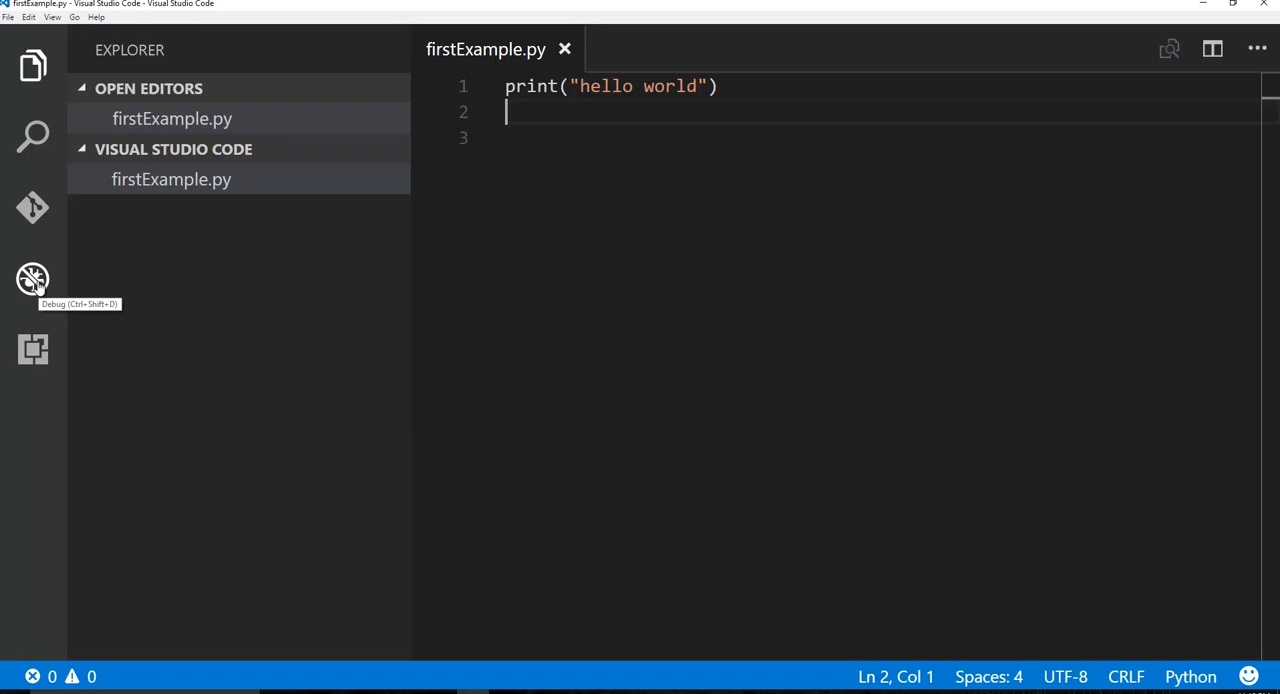 firstExample.py - Visual Studio Code - Visual Studio Code
File Edit View Go Help
EXPLORER
OPEN EDITORS
firstExample.py
VISUAL STUDIO CODE
firstExample.py
Debug (Ctrl+Shift+D)
firstExample.py
1 print("hello world")
2
3
0 0 Ln 2, Col 1 Spaces: 4 UTF-8 CRLF Python